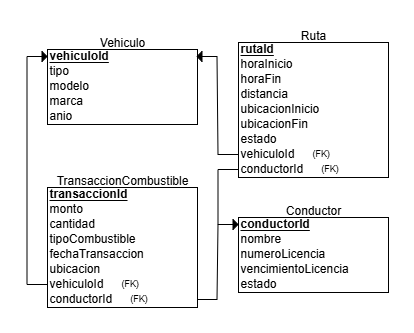 Vehiculo
vehiculoId
tipo
modelo
marca
anio
Ruta
rutaId
horaInicio
horaFin
distancia
ubicacionInicio
ubicacionFin
estado
vehiculoId (FK)
conductorId (FK)
TransaccionCombustible
transaccionId
monto
cantidad
tipoCombustible
fechaTransaccion
ubicacion
vehiculoId (FK)
conductorId (FK)
Conductor
conductorId
nombre
numeroLicencia
vencimientoLicencia
estado